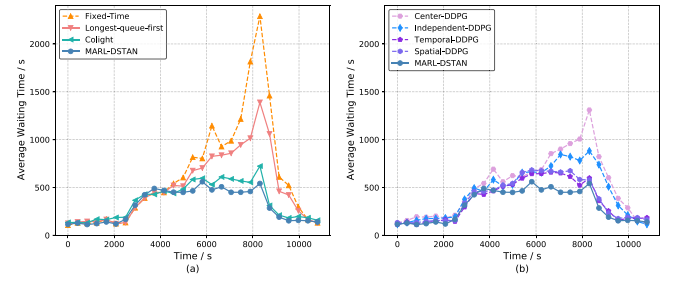 Fixed-Time
Longest-queue-first
Colight
MARL-DSTAN
Average Waiting Time / s
2000
1500
1000
500
0
0 2000 4000 6000 8000 10000
Time / s
(a)
Center-DDPG
Independent-DDPG
Temporal-DDPG
Spatial-DDPG
MARL-DSTAN
Average Waiting Time / s
2000
1500
1000
500
0
0 2000 4000 6000 8000 10000
Time / s
(b)